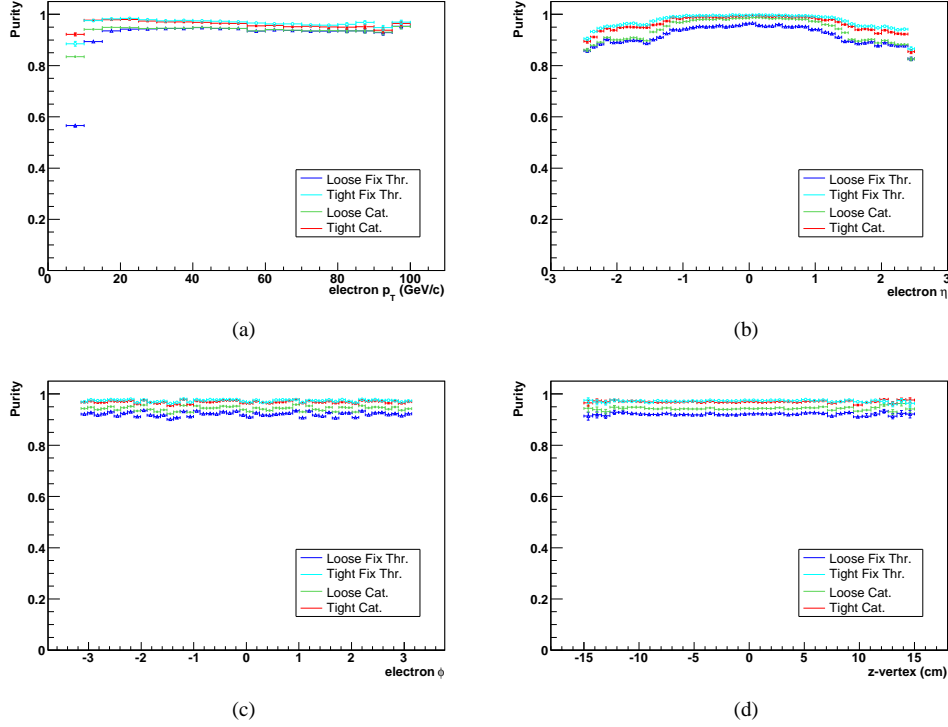 Purity
1
0.8
0.6
0.4
0.2
0
0 20 40 60 80 100
electron p_T (GeV/c)
Loose Fix Thr.
Tight Fix Thr.
Loose Cat.
Tight Cat.
(a)
Purity
1
0.8
0.6
0.4
0.2
0
-3 -2 -1 0 1 2 3
electron η
Loose Fix Thr.
Tight Fix Thr.
Loose Cat.
Tight Cat.
(b)
Purity
1
0.8
0.6
0.4
0.2
0
-3 -2 -1 0 1 2 3
electron ϕ
Loose Fix Thr.
Tight Fix Thr.
Loose Cat.
Tight Cat.
(c)
Purity
1
0.8
0.6
0.4
0.2
0
-15 -10 -5 0 5 10 15
z-vertex (cm)
Loose Fix Thr.
Tight Fix Thr.
Loose Cat.
Tight Cat.
(d)